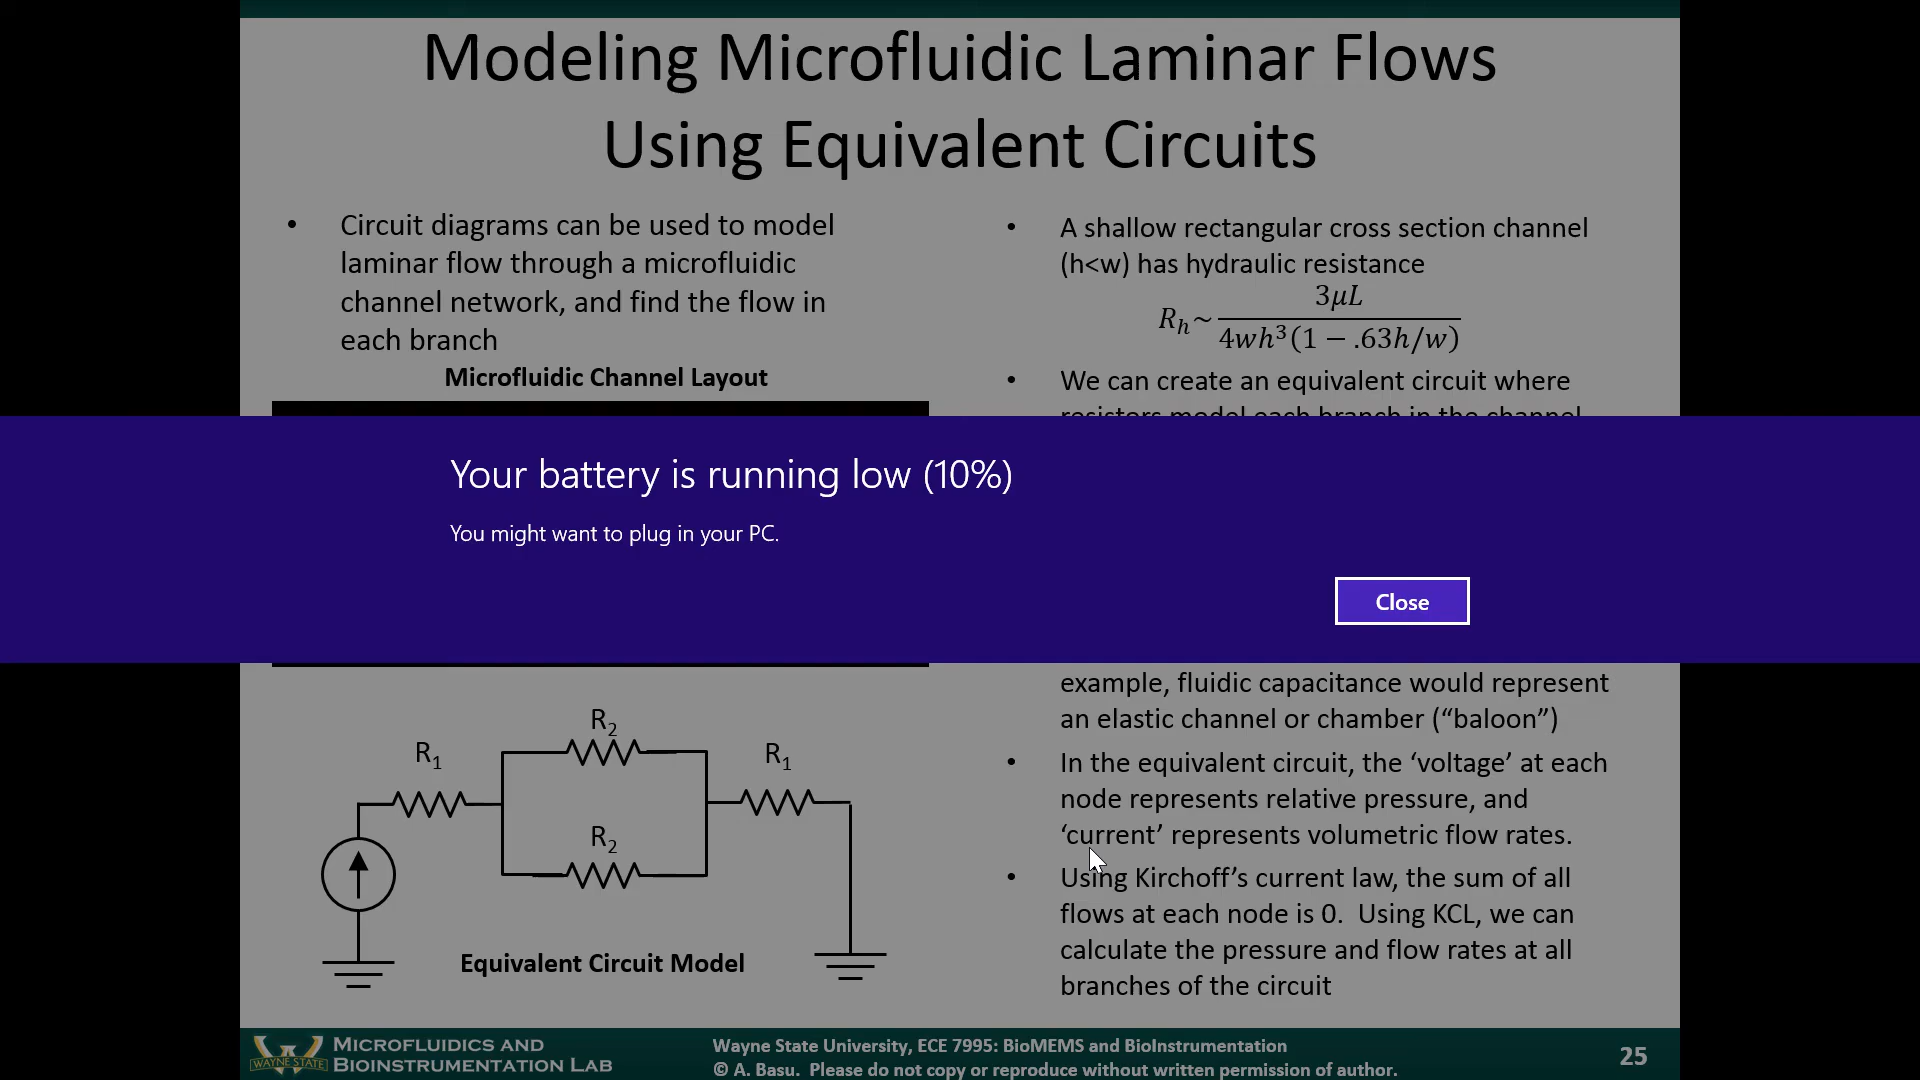 Modeling Microfluidic Laminar Flows
Using Equivalent Circuits
• Circuit diagrams can be used to model
laminar flow through a microfluidic
channel network, and find the flow in
each branch
Microfluidic Channel Layout
• A shallow rectangular cross section channel
(h<w) has hydraulic resistance
R_h~ 3μL / 4wh³(1 − .63h/w)
• We can create an equivalent circuit where
resistors model each branch in the channel
Your battery is running low (10%)
You might want to plug in your PC.
Close
example, fluidic capacitance would represent
an elastic channel or chamber (“baloon”)
• In the equivalent circuit, the ‘voltage’ at each
node represents relative pressure, and
‘current’ represents volumetric flow rates.
• Using Kirchoff’s current law, the sum of all
flows at each node is 0.  Using KCL, we can
calculate the pressure and flow rates at all
branches of the circuit
R₂
R₁
R₁
R₂
Equivalent Circuit Model
WAYNE STATE
MICROFLUIDICS AND
BIOINSTRUMENTATION LAB
Wayne State University, ECE 7995: BioMEMS and BioInstrumentation
© A. Basu.  Please do not copy or reproduce without written permission of author.
25